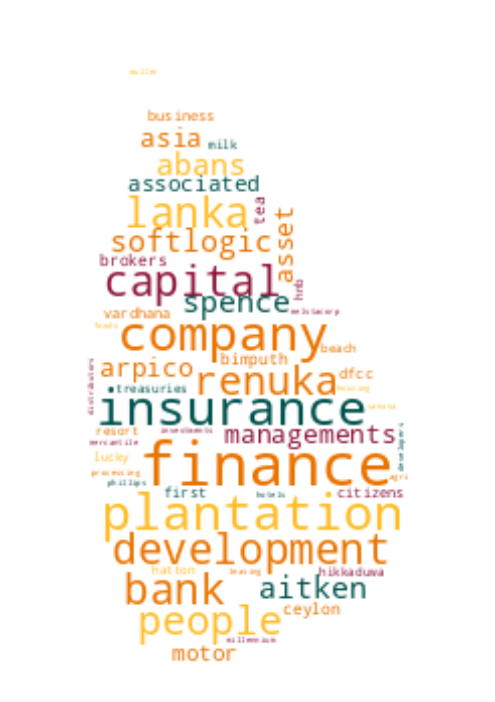 muller
business
asia milk
abans
associated
lanka tea
softlogic asset
brokers
capital hnb
spence melstacorp
vardhana
foods company
beach
bimputh
arpico dfcc
renuka
distributors treasuries housing
insurance
resort investments
managements
mercantile
lucky finance
processing agri
phillips
first hotels citizens
plantation
development
hatton leasing hikkaduwa
bank aitken
people ceylon
millennium
motor